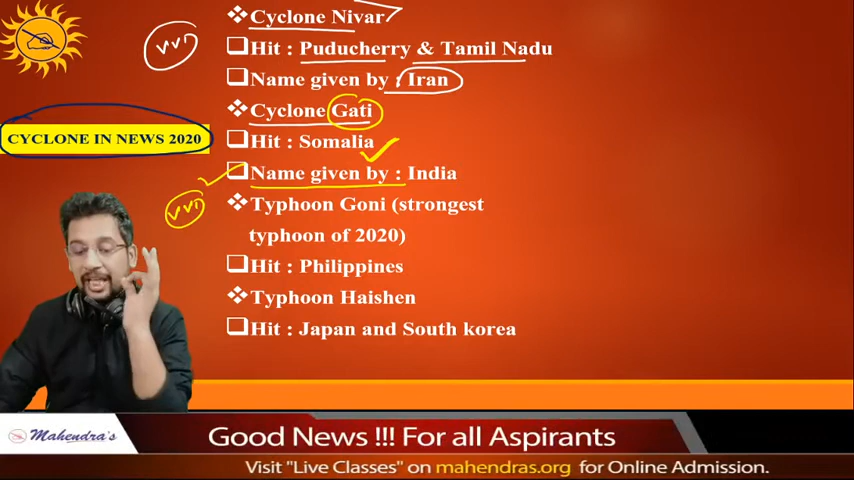 ❖Cyclone Nivar
❑Hit : Puducherry & Tamil Nadu
VVI
❑Name given by : Iran
❖Cyclone Gati
CYCLONE IN NEWS 2020
❑Hit : Somalia
❑Name given by : India
VVI
❖Typhoon Goni (strongest
typhoon of 2020)
❑Hit : Philippines
❖Typhoon Haishen
❑Hit : Japan and South korea
Mahendra's
Good News !!! For all Aspirants
Visit "Live Classes" on mahendras.org for Online Admission.